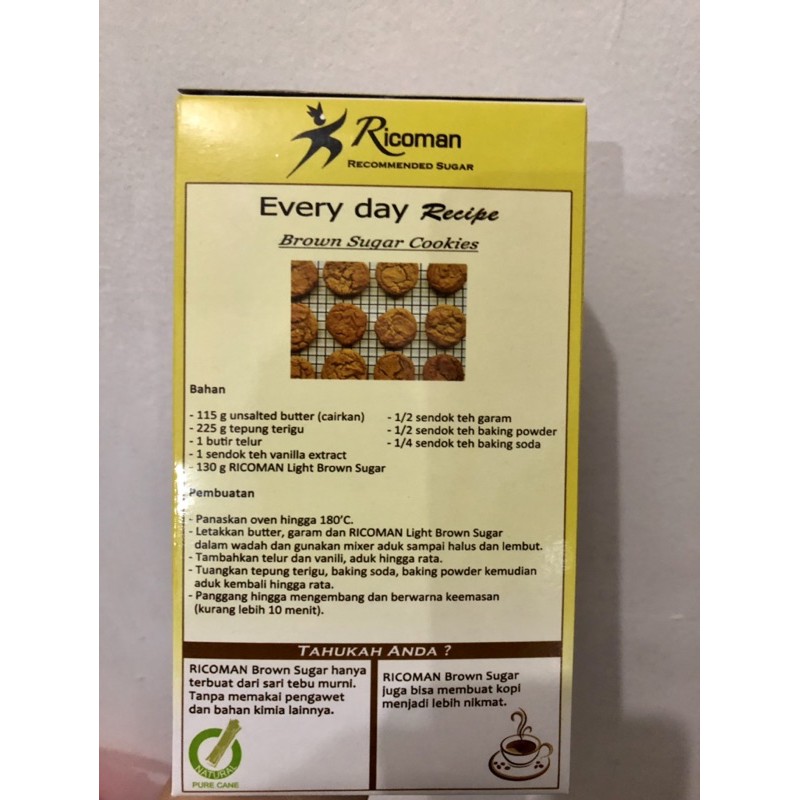 Ricoman
RECOMMENDED SUGAR
Every day Recipe
Brown Sugar Cookies
Bahan
- 115 g unsalted butter (cairkan)
- 225 g tepung terigu
- 1 butir telur
- 1 sendok teh vanilla extract
- 130 g RICOMAN Light Brown Sugar
- 1/2 sendok teh garam
- 1/2 sendok teh baking powder
- 1/4 sendok teh baking soda
Pembuatan
- Panaskan oven hingga 180'C.
- Letakkan butter, garam dan RICOMAN Light Brown Sugar
dalam wadah dan gunakan mixer aduk sampai halus dan lembut.
- Tambahkan telur dan vanili, aduk hingga rata.
- Tuangkan tepung terigu, baking soda, baking powder kemudian
aduk kembali hingga rata.
- Panggang hingga mengembang dan berwarna keemasan
(kurang lebih 10 menit).
TAHUKAH ANDA ?
RICOMAN Brown Sugar hanya
terbuat dari sari tebu murni.
Tanpa memakai pengawet
dan bahan kimia lainnya.
NATURAL
PURE CANE
RICOMAN Brown Sugar
juga bisa membuat kopi
menjadi lebih nikmat.